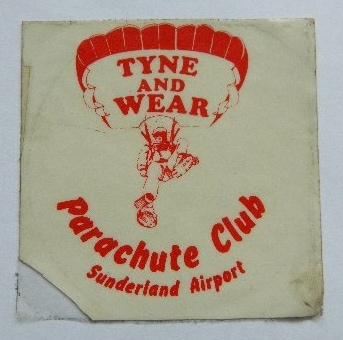 TYNE
AND
WEAR
Parachute Club
Sunderland Airport